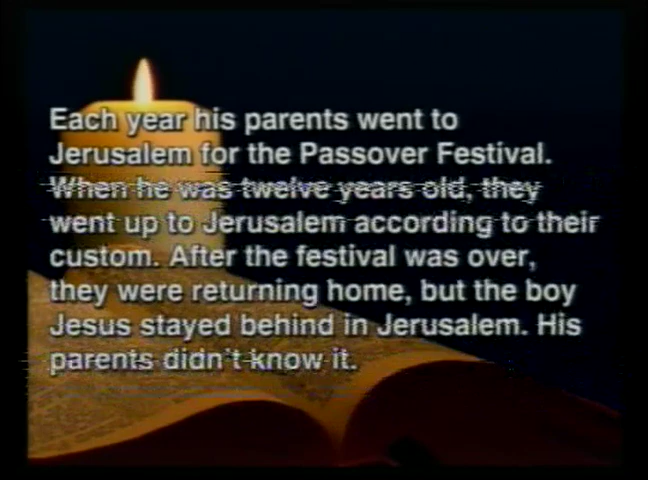 Each year his parents went to
Jerusalem for the Passover Festival.
When he was twelve years old, they
went up to Jerusalem according to their
custom. After the festival was over,
they were returning home, but the boy
Jesus stayed behind in Jerusalem. His
parents didn't know it.